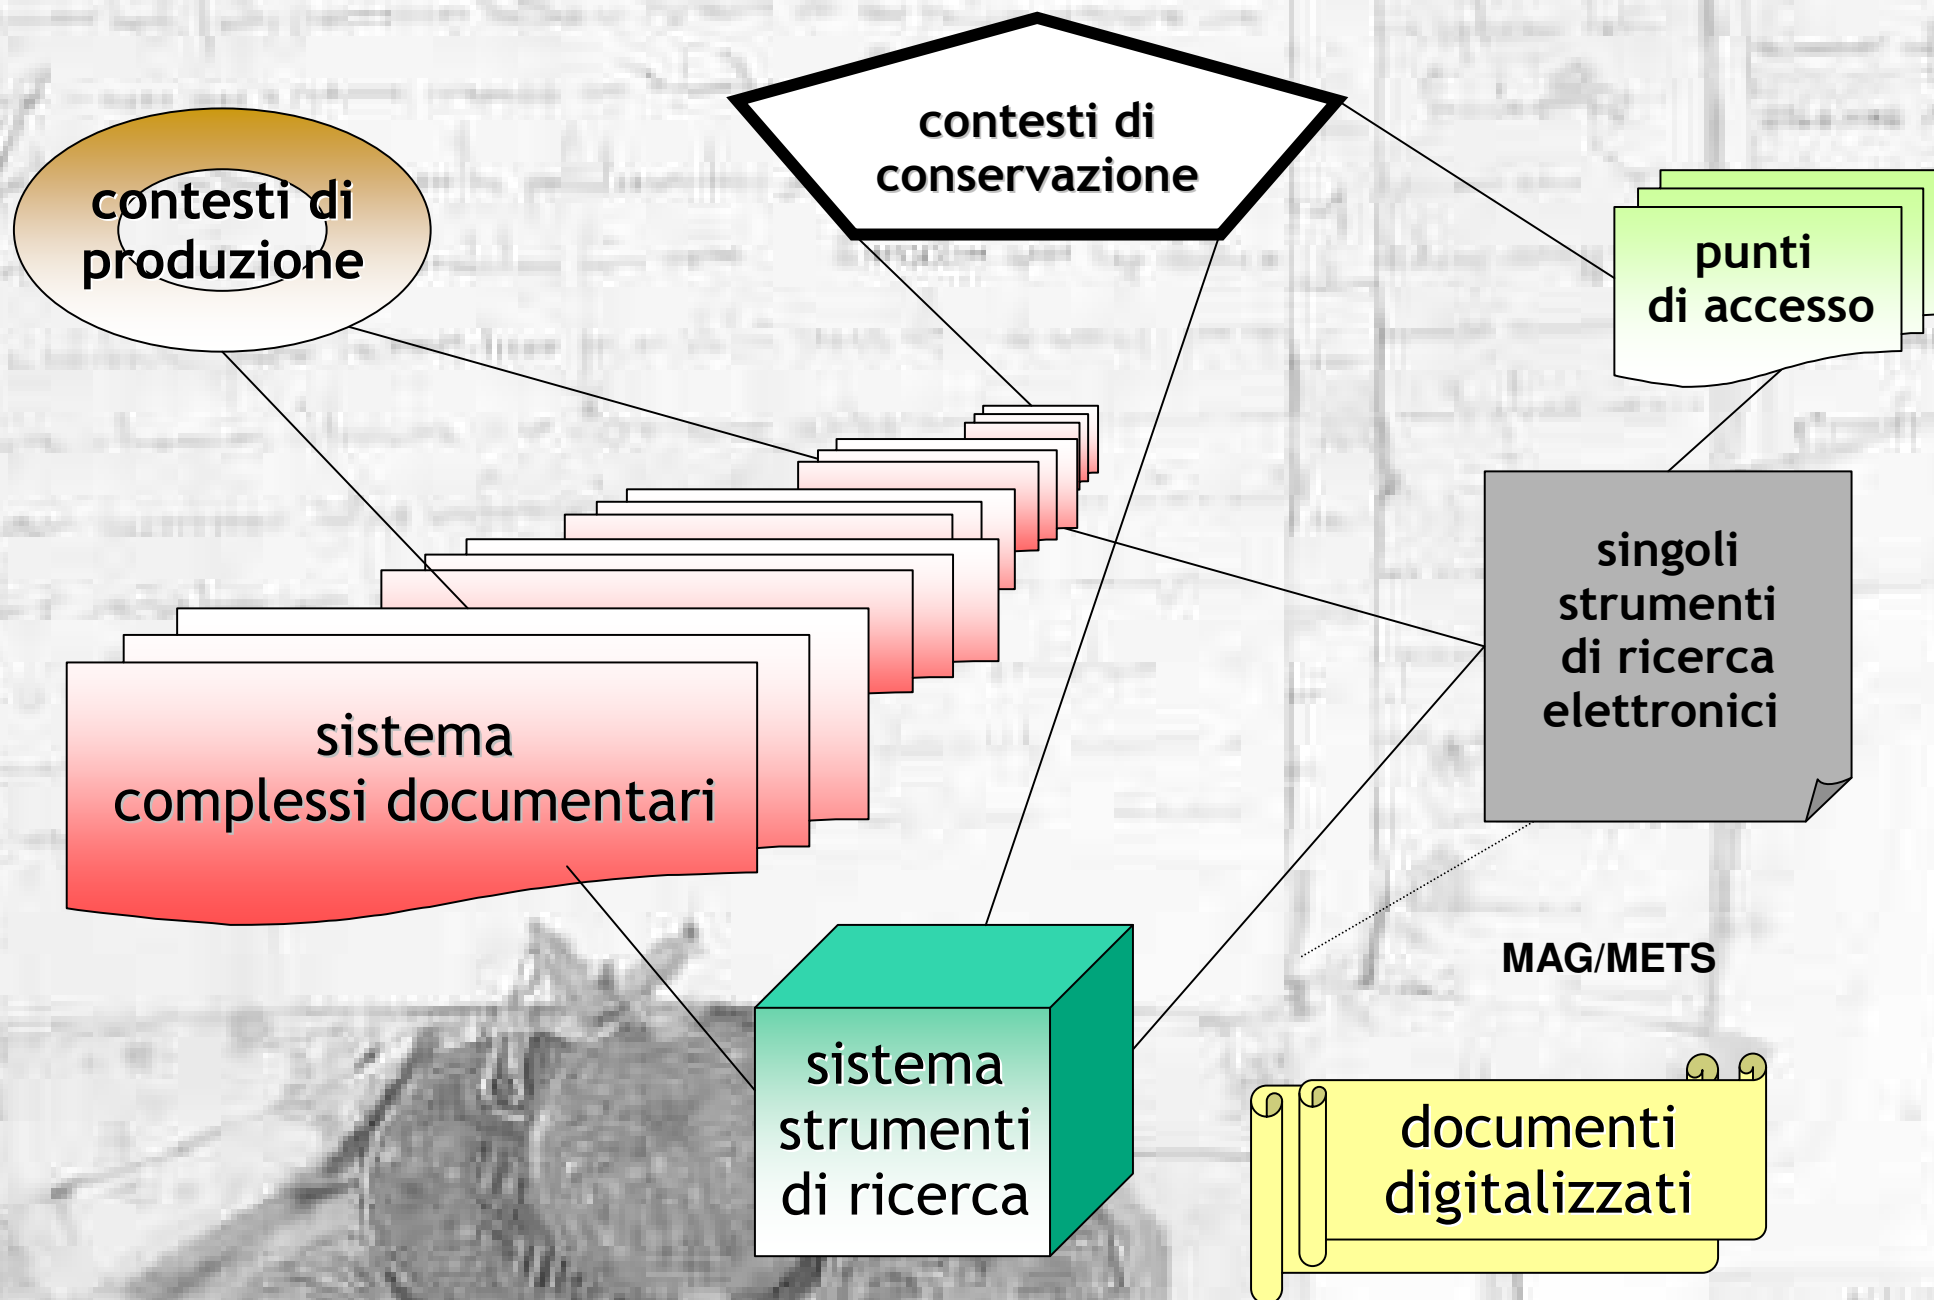 contesti di
conservazione
contesti di
produzione
punti
di accesso
singoli
strumenti
di ricerca
elettronici
sistema
complessi documentari
MAG/METS
sistema
strumenti
di ricerca
documenti
digitalizzati